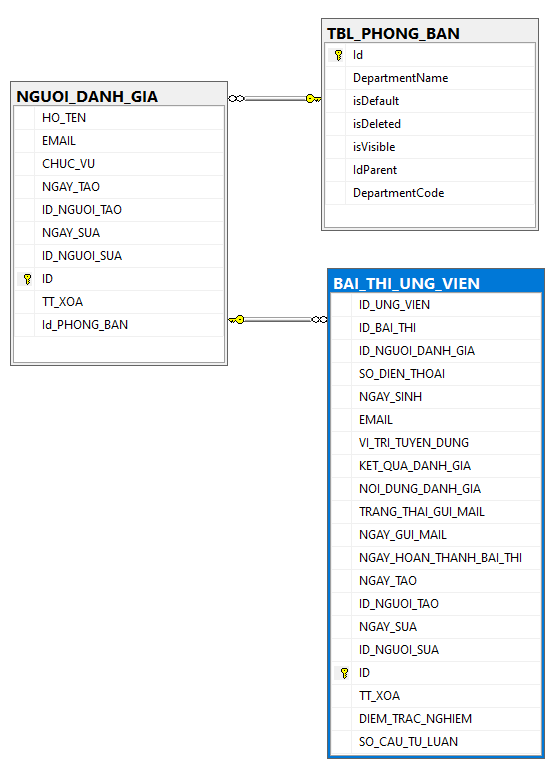 TBL_PHONG_BAN
Id
DepartmentName
isDefault
isDeleted
isVisible
IdParent
DepartmentCode
NGUOI_DANH_GIA
HO_TEN
EMAIL
CHUC_VU
NGAY_TAO
ID_NGUOI_TAO
NGAY_SUA
ID_NGUOI_SUA
ID
TT_XOA
Id_PHONG_BAN
BAI_THI_UNG_VIEN
ID_UNG_VIEN
ID_BAI_THI
ID_NGUOI_DANH_GIA
SO_DIEN_THOAI
NGAY_SINH
EMAIL
VI_TRI_TUYEN_DUNG
KET_QUA_DANH_GIA
NOI_DUNG_DANH_GIA
TRANG_THAI_GUI_MAIL
NGAY_GUI_MAIL
NGAY_HOAN_THANH_BAI_THI
NGAY_TAO
ID_NGUOI_TAO
NGAY_SUA
ID_NGUOI_SUA
ID
TT_XOA
DIEM_TRAC_NGHIEM
SO_CAU_TU_LUAN